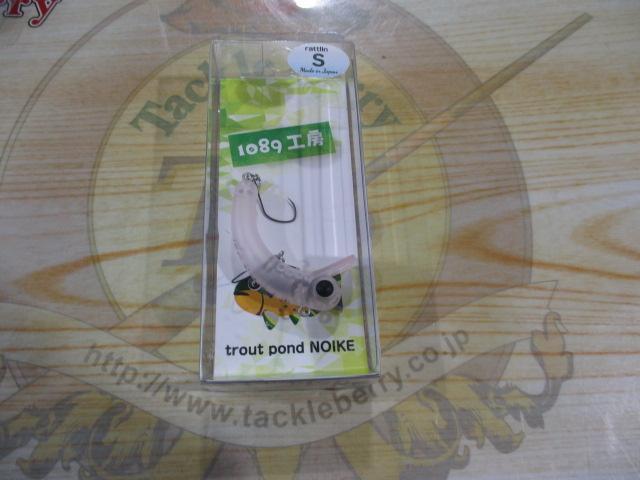 rattlin
S
Made in Japan
Tackleberry
1089工房
trout pond NOIKE
http://www.tackleberry.co.jp